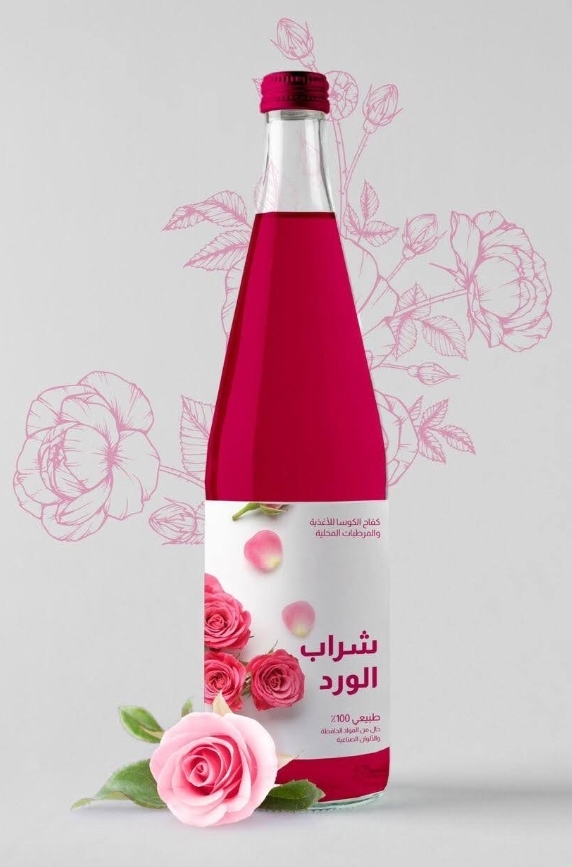 كفاح الكوسا للأغذية
والمرطبات المحلية
شراب
الورد
طبيعي 100٪
خال من المواد الحافظة
والألوان الصناعية